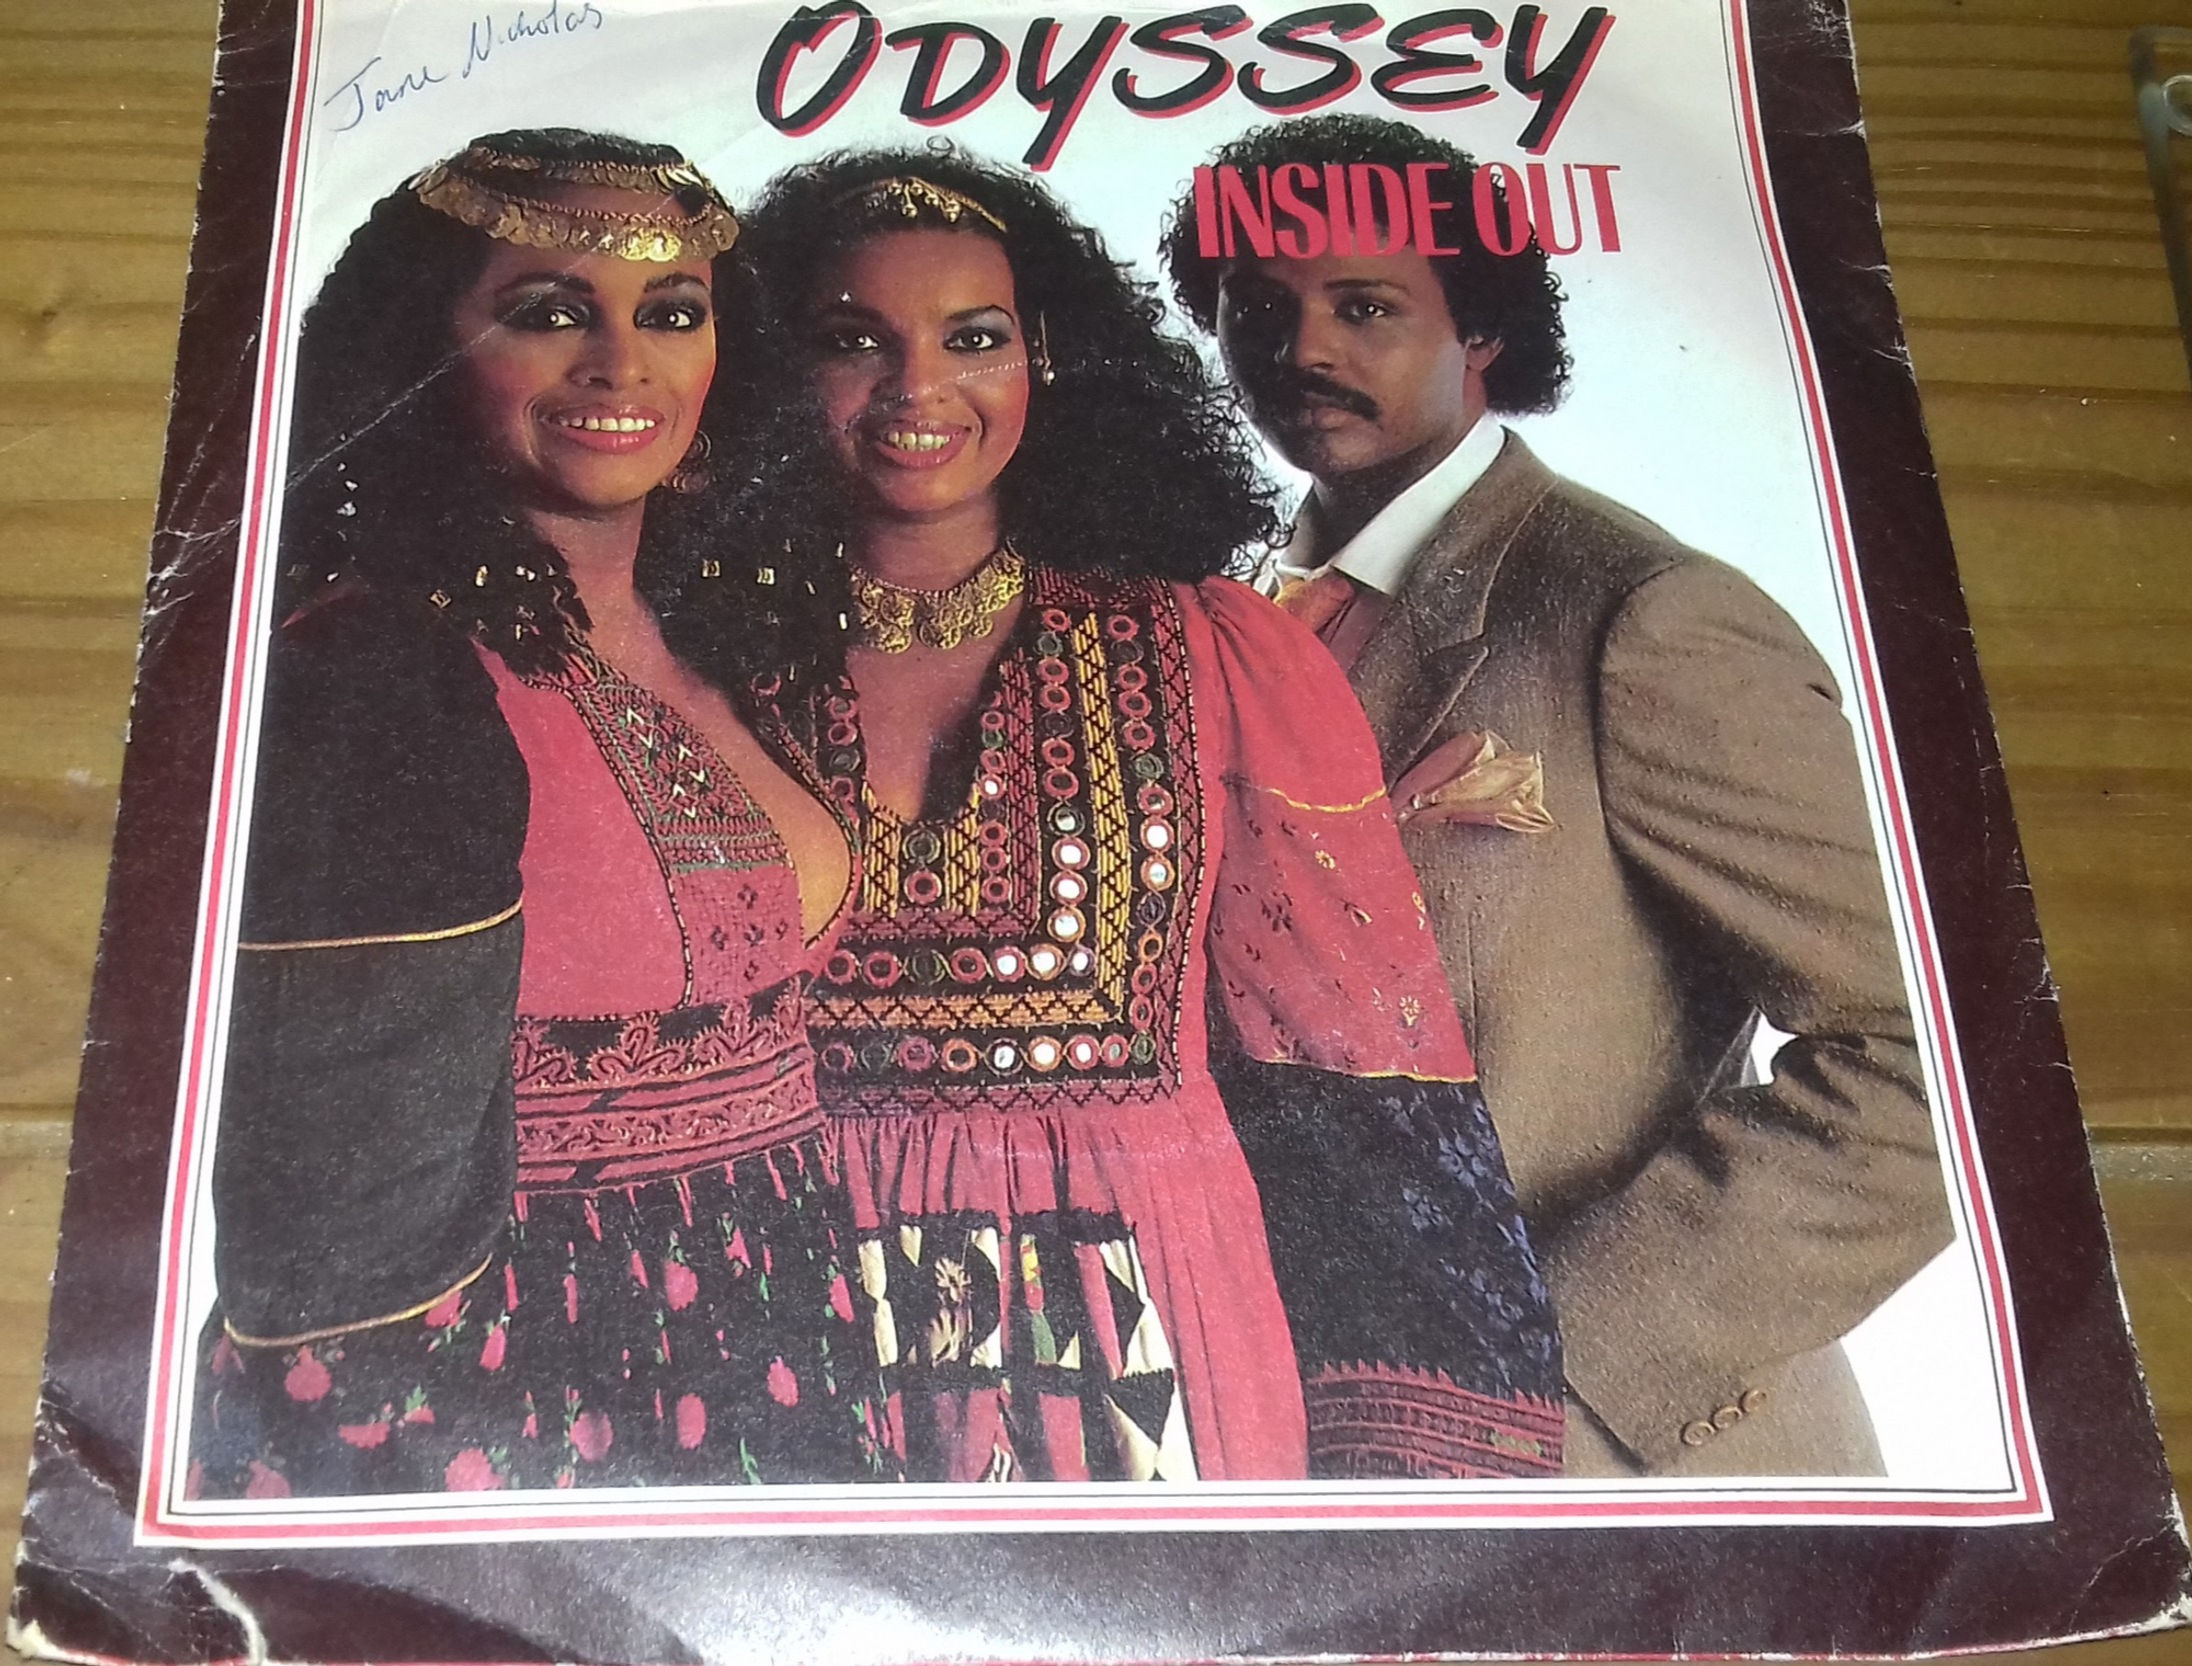 Jane Nicholas
ODYSSEY
INSIDE OUT